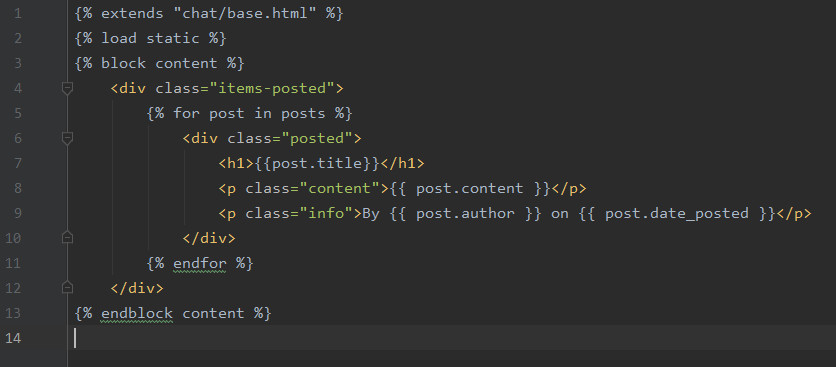 1 {% extends "chat/base.html" %}
2 {% load static %}
3 {% block content %}
4     <div class="items-posted">
5         {% for post in posts %}
6             <div class="posted">
7                 <h1>{{post.title}}</h1>
8                 <p class="content">{{ post.content }}</p>
9                 <p class="info">By {{ post.author }} on {{ post.date_posted }}</p>
10             </div>
11         {% endfor %}
12     </div>
13 {% endblock content %}
14